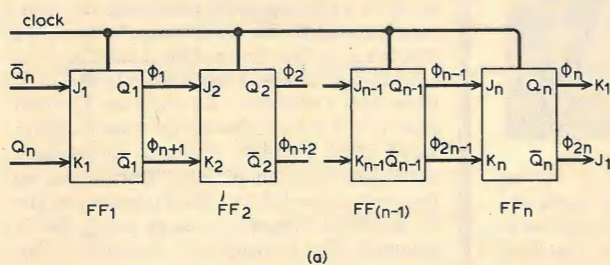 clock
Q̅n J1 Q1 Φ1 J2 Q2 Φ2 Jn-1 Qn-1 Φn-1 Jn Qn Φn K1
Qn K1 Q̅1 Φn+1 K2 Q̅2 Φn+2 Kn-1 Q̅n-1 Φ2n-1 Kn Q̅n Φ2n J1
FF1 FF2 FF(n-1) FFn
(a)